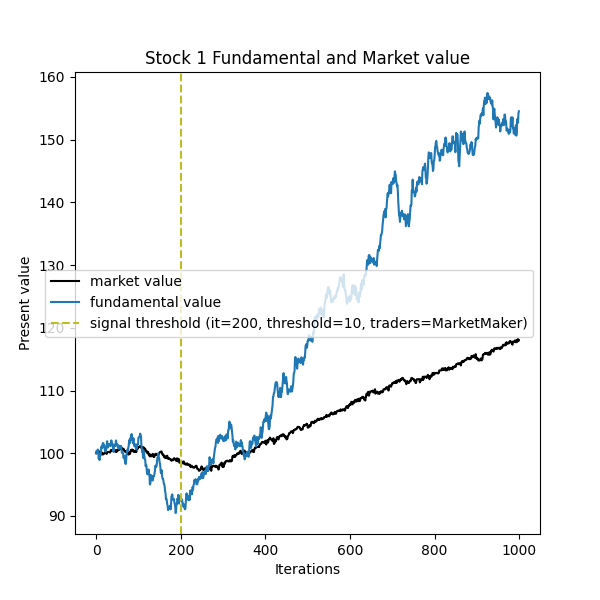 Stock 1 Fundamental and Market value
160
150
140
130
120
110
100
90
Present value
market value
fundamental value
signal threshold (it=200, threshold=10, traders=MarketMaker)
0 200 400 600 800 1000
Iterations